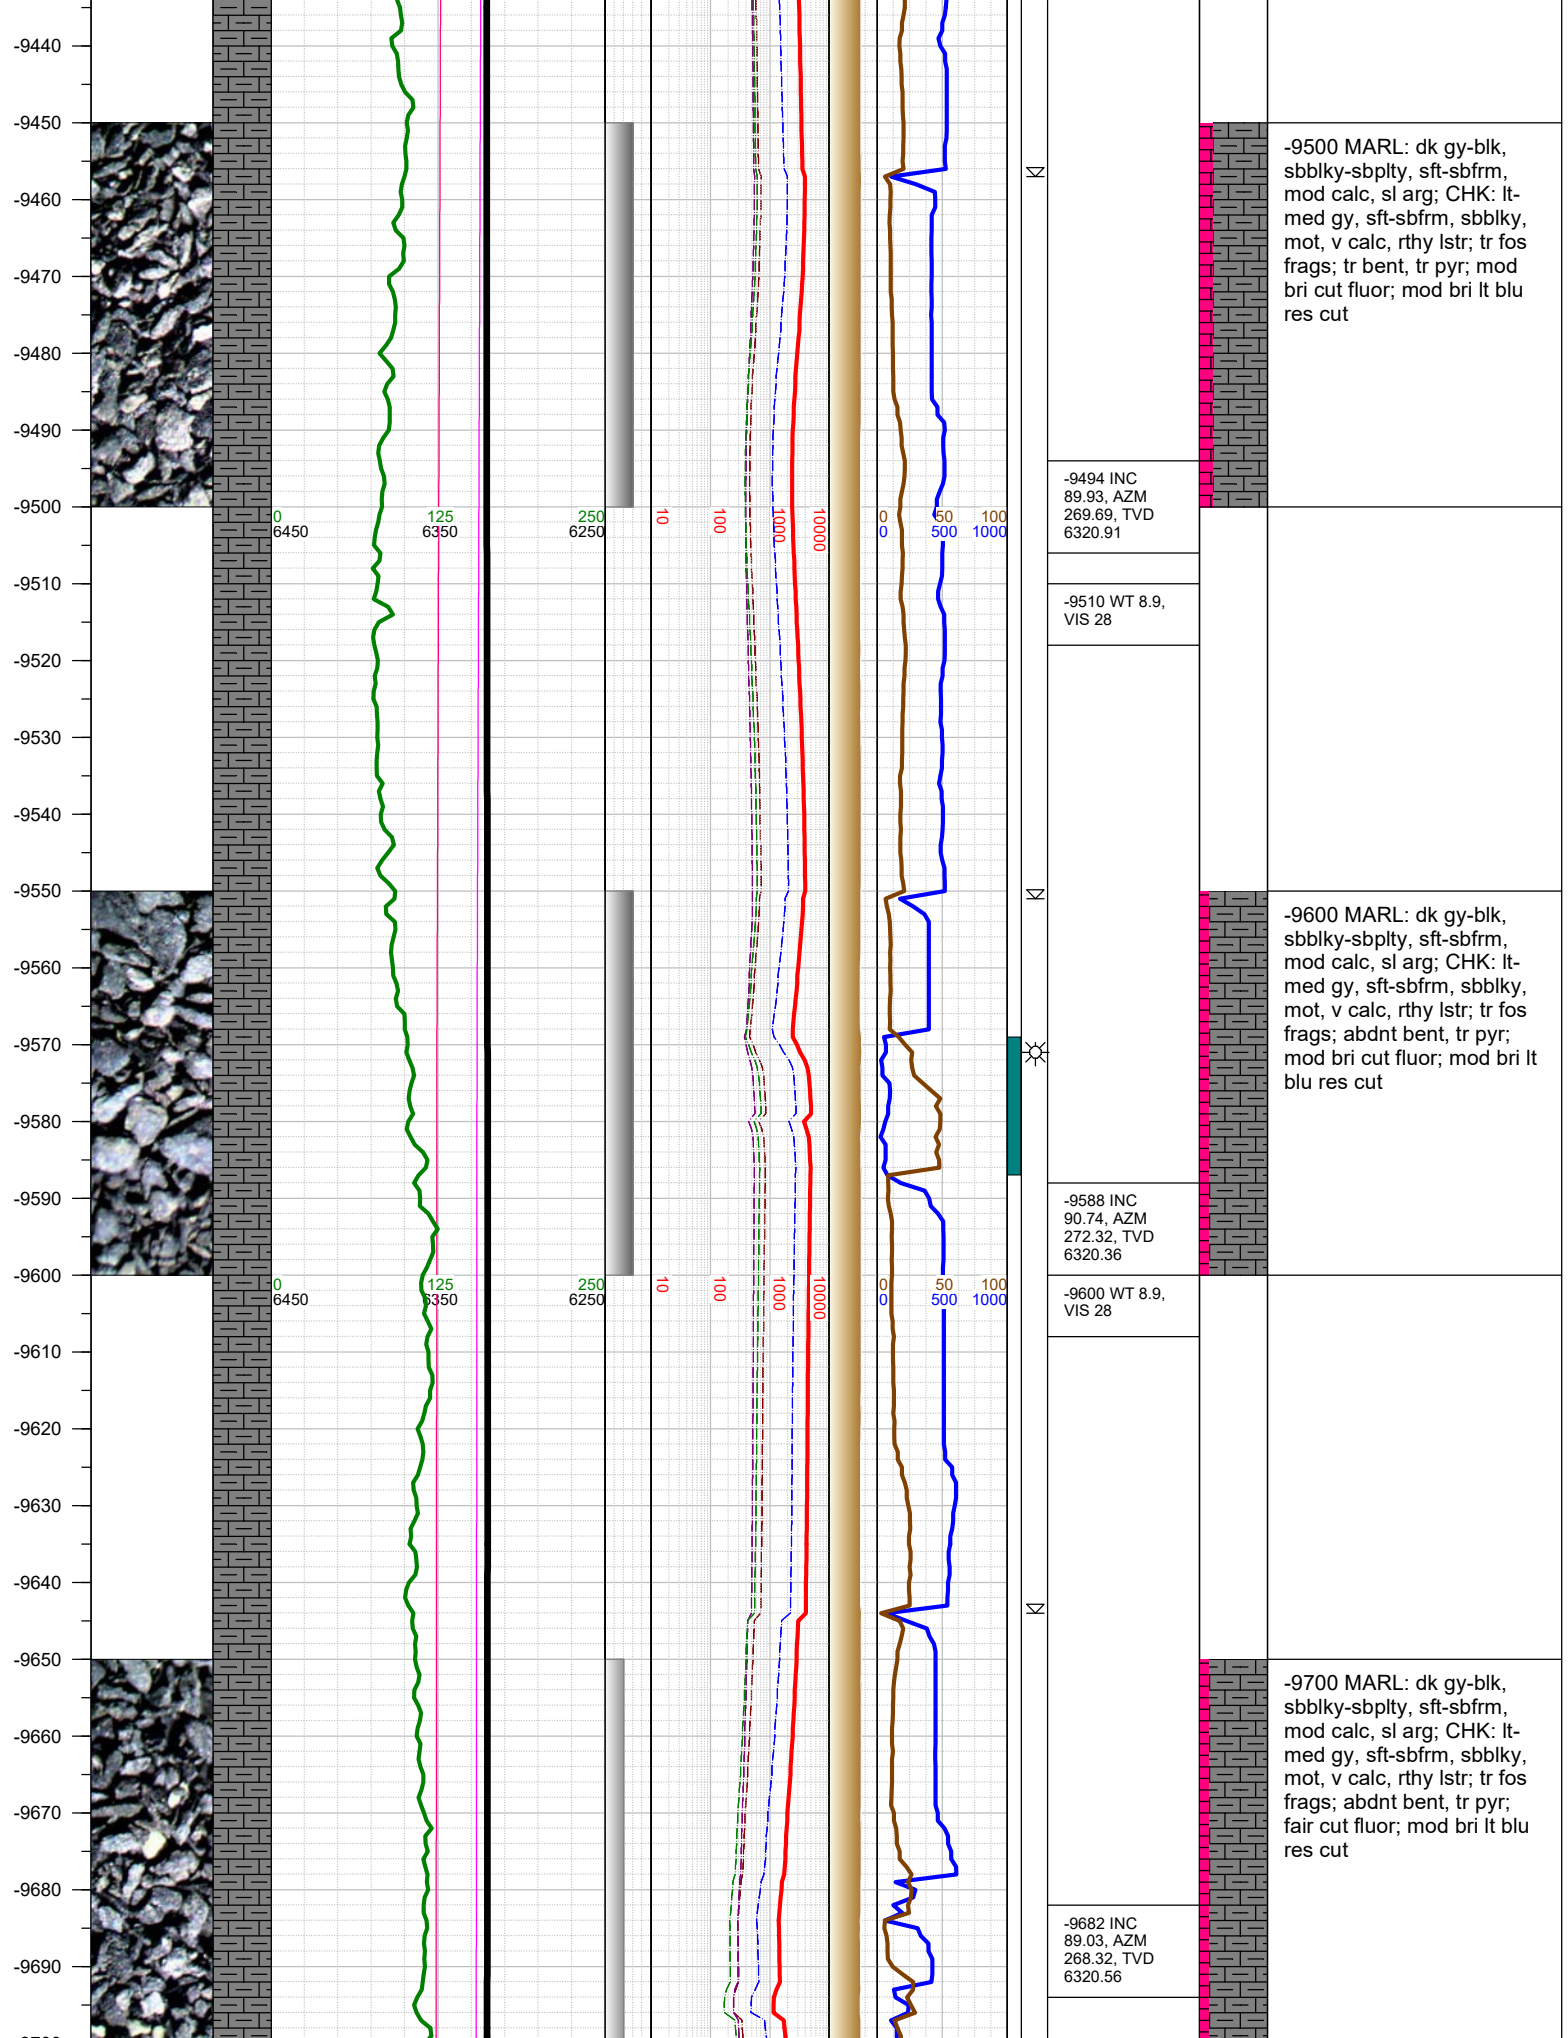 -9440
-9450
-9460
-9470
-9480
-9490
-9500
-9510
-9520
-9530
-9540
-9550
-9560
-9570
-9580
-9590
-9600
-9610
-9620
-9630
-9640
-9650
-9660
-9670
-9680
-9690
0 125 250
6450 6350 6250
10 100 1000 10000
0 50 100
0 500 1000
0 125 250
6450 6350 6250
10 100 1000 10000
0 50 100
0 500 1000
-9494 INC
89.93, AZM
269.69, TVD
6320.91
-9510 WT 8.9,
VIS 28
-9588 INC
90.74, AZM
272.32, TVD
6320.36
-9600 WT 8.9,
VIS 28
-9682 INC
89.03, AZM
268.32, TVD
6320.56
-9500 MARL: dk gy-blk,
sbblky-sbplty, sft-sbfrm,
mod calc, sl arg; CHK: lt-
med gy, sft-sbfrm, sbblky,
mot, v calc, rthy lstr; tr fos
frags; tr bent, tr pyr; mod
bri cut fluor; mod bri lt blu
res cut
-9600 MARL: dk gy-blk,
sbblky-sbplty, sft-sbfrm,
mod calc, sl arg; CHK: lt-
med gy, sft-sbfrm, sbblky,
mot, v calc, rthy lstr; tr fos
frags; abdnt bent, tr pyr;
mod bri cut fluor; mod bri lt
blu res cut
-9700 MARL: dk gy-blk,
sbblky-sbplty, sft-sbfrm,
mod calc, sl arg; CHK: lt-
med gy, sft-sbfrm, sbblky,
mot, v calc, rthy lstr; tr fos
frags; abdnt bent, tr pyr;
fair cut fluor; mod bri lt blu
res cut